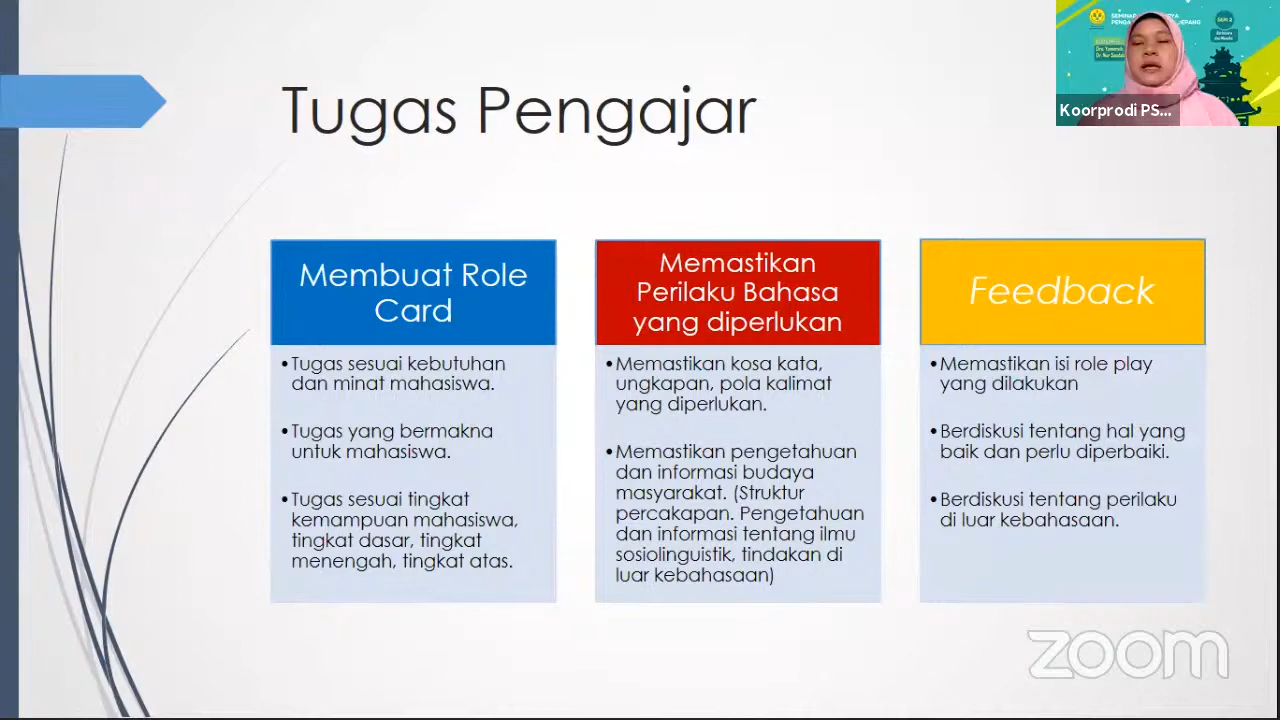 Tugas Pengajar
Membuat Role
Card
•Tugas sesuai kebutuhan
dan minat mahasiswa.
•Tugas yang bermakna
untuk mahasiswa.
•Tugas sesuai tingkat
kemampuan mahasiswa,
tingkat dasar, tingkat
menengah, tingkat atas.
Memastikan
Perilaku Bahasa
yang diperlukan
•Memastikan kosa kata,
ungkapan, pola kalimat
yang diperlukan.
•Memastikan pengetahuan
dan informasi budaya
masyarakat. (Struktur
percakapan. Pengetahuan
dan informasi tentang ilmu
sosiolinguistik, tindakan di
luar kebahasaan)
Feedback
•Memastikan isi role play
yang dilakukan
•Berdiskusi tentang hal yang
baik dan perlu diperbaiki.
•Berdiskusi tentang perilaku
di luar kebahasaan.
Koorprodi PS...
zoom